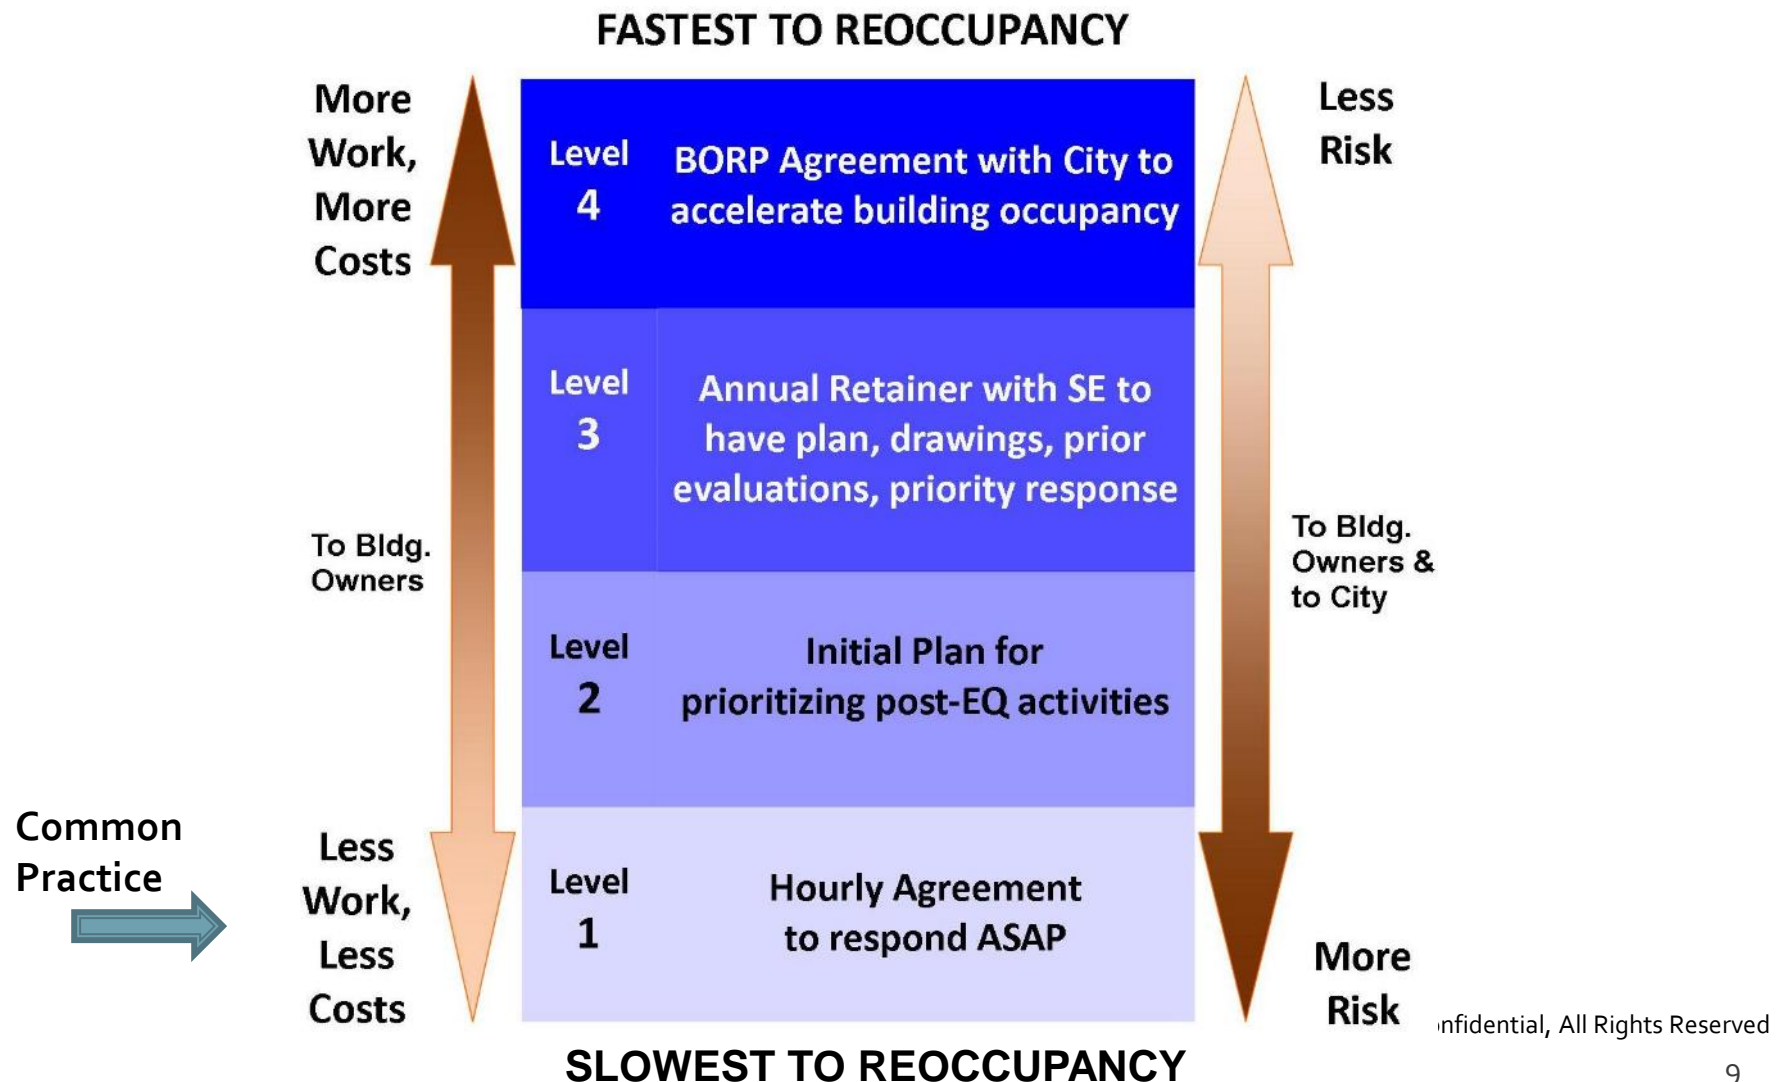 FASTEST TO REOCCUPANCY
More
Work,
More
Costs
Level
4
BORP Agreement with City to
accelerate building occupancy
Less
Risk
Level
3
Annual Retainer with SE to
have plan, drawings, prior
evaluations, priority response
To Bldg.
Owners
To Bldg.
Owners &
to City
Level
2
Initial Plan for
prioritizing post-EQ activities
Common
Practice
Less
Work,
Less
Costs
Level
1
Hourly Agreement
to respond ASAP
More
Risk
All Rights Reserved
SLOWEST TO REOCCUPANCY
9